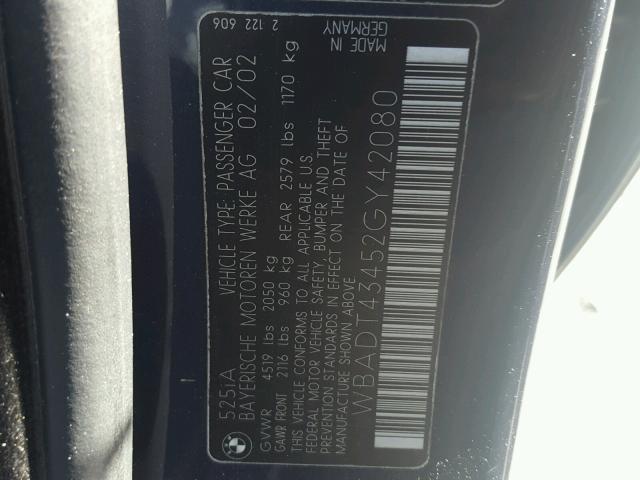 525iA VEHICLE TYPE: PASSENGER CAR 2 122 606
BAYERISCHE MOTOREN WERKE AG 02/02
GVWR 4519 lbs 2050 kg
GAWR FRONT 2116 lbs 960 kg REAR 2579 lbs 1170 kg
THIS VEHICLE CONFORMS TO ALL APPLICABLE U.S.
FEDERAL MOTOR VEHICLE SAFETY, BUMPER AND THEFT
PREVENTION STANDARDS IN EFFECT ON THE DATE OF
MANUFACTURE SHOWN ABOVE
MADE IN
GERMANY
WBADT43452GY42080